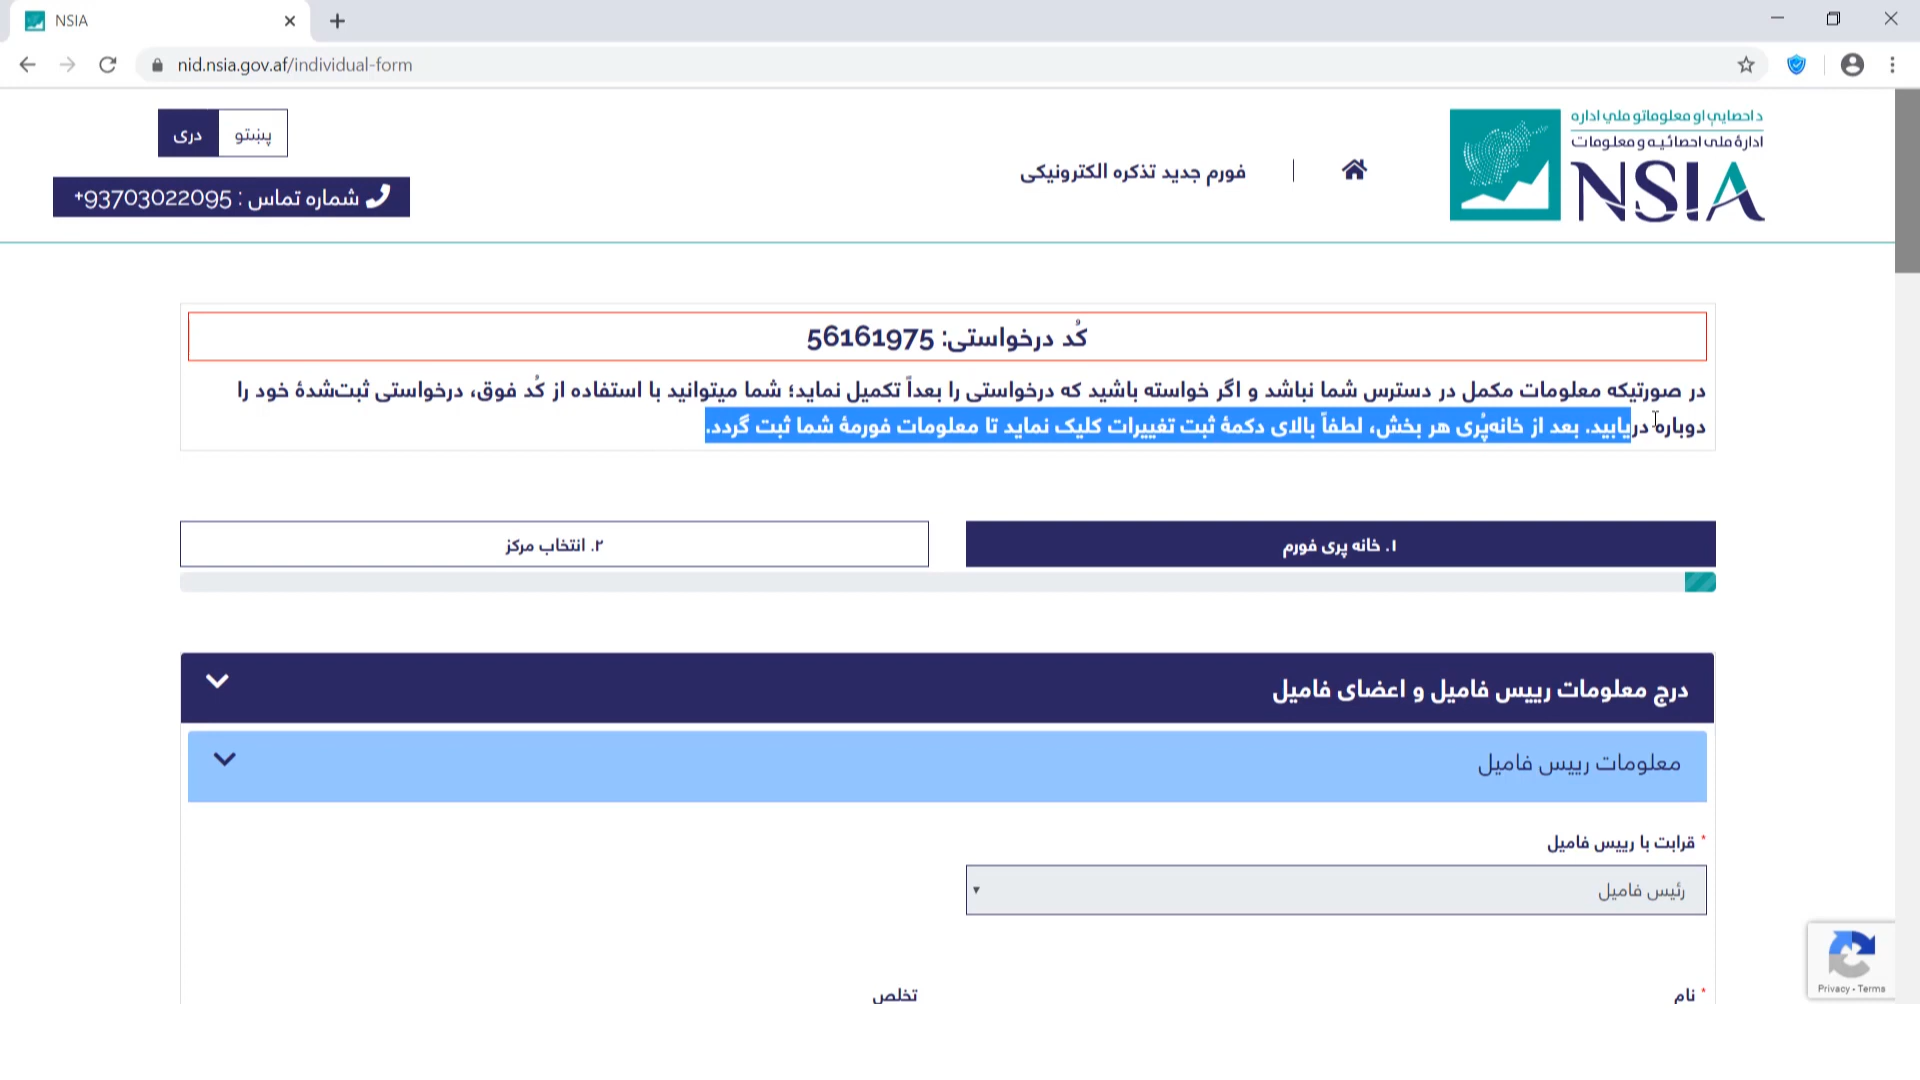 NSIA
nid.nsia.gov.af/individual-form
دری
پښتو
شماره تماس : 93703022095+
فورم جدید تذکره الکترونیکی
د احصایې او معلوماتو ملي اداره
ادارهٔ ملی احصائیه و معلومات
NSIA
کُد درخواستی: 56161975
در صورتیکه معلومات مکمل در دسترس شما نباشد و اگر خواسته باشید که درخواستی را بعداً تکمیل نماید؛ شما میتوانید با استفاده از کُد فوق، درخواستی ثبت‌شدهٔ خود را
دوباره دریابید. بعد از خانه‌پُری هر بخش، لطفاً بالای دکمهٔ ثبت تغییرات کلیک نماید تا معلومات فورمهٔ شما ثبت گردد.
۱. خانه پری فورم
۲. انتخاب مرکز
درج معلومات رییس فامیل و اعضای فامیل
معلومات رییس فامیل
* قرابت با رییس فامیل
رئیس فامیل
* نام
تخلص
Privacy - Terms